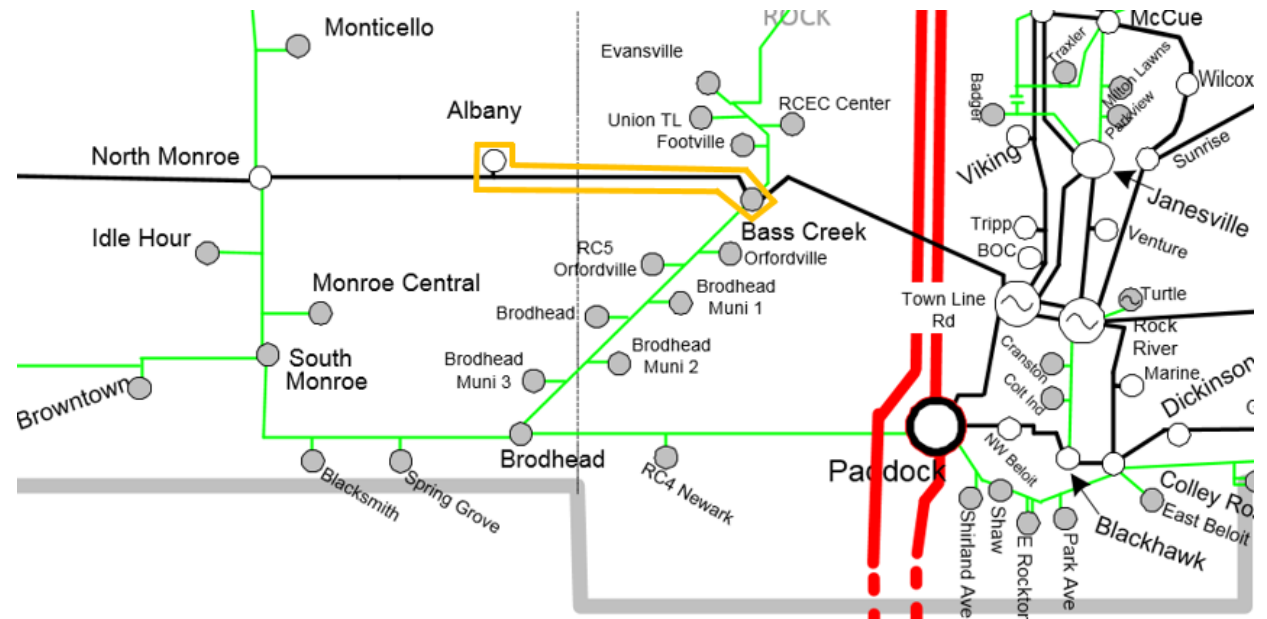 ROCK
McCue
Monticello
Traxler
Evansville
Milton Lawns
Wilcox
Badger
Albany
RCEC Center
Union TL
Parkview
Footville
Sunrise
North Monroe
Viking
Janesville
Idle Hour
Tripp
Bass Creek
Venture
RC5
Orfordville
Orfordville
BOC
Monroe Central
Brodhead
Muni 1
Town Line
Rd
Turtle
Brodhead
Rock
River
Brodhead
Muni 2
Cranston
South
Monroe
Brodhead
Muni 3
Marine
Colt Ind
Dickinson
Browntown
Brodhead
NW Beloit
Paddock
RC4 Newark
Blacksmith
Spring Grove
Colley Ro
East Beloit
Blackhawk
Shirland Ave
Shaw
E Rockton
Park Ave